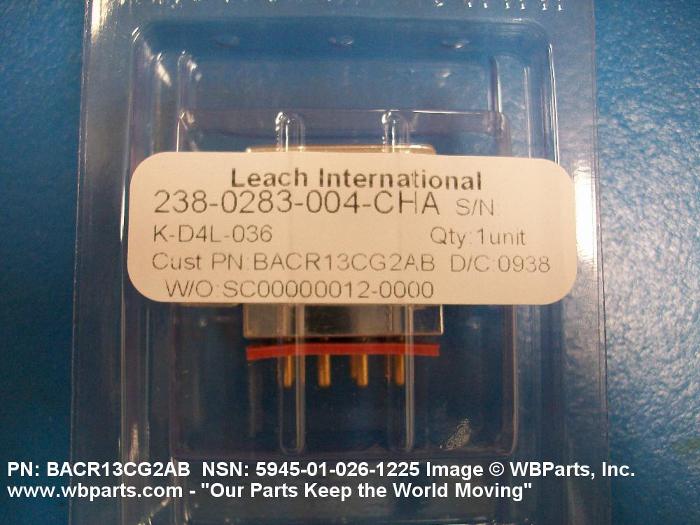 Leach International
238-0283-004-CHA S/N:
K-D4L-036 Qty:1unit
Cust PN:BACR13CG2AB D/C:0938
W/O:SC00000012-0000
PN: BACR13CG2AB NSN: 5945-01-026-1225 Image © WBParts, Inc.
www.wbparts.com - "Our Parts Keep the World Moving"